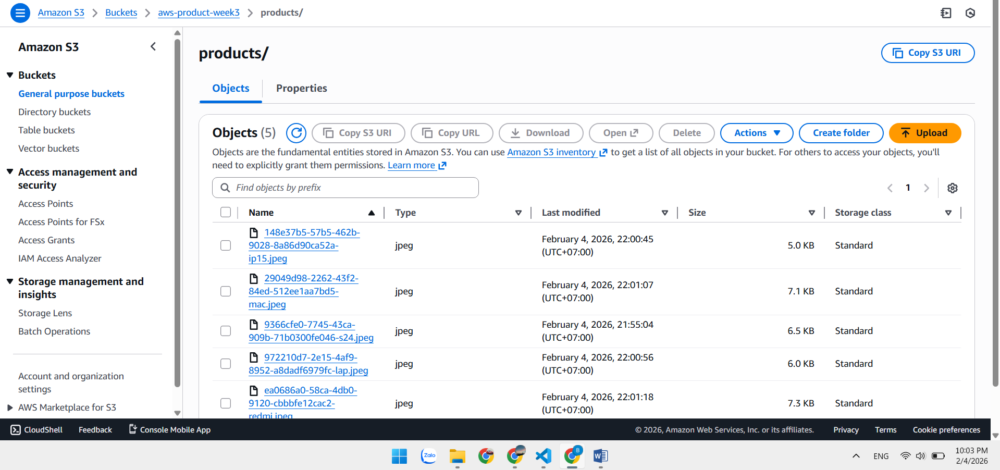 Amazon S3 > Buckets > aws-product-week3 > products/
Amazon S3
Buckets
General purpose buckets
Directory buckets
Table buckets
Vector buckets
Access management and
security
Access Points
Access Points for FSx
Access Grants
IAM Access Analyzer
Storage management and
insights
Storage Lens
Batch Operations
Account and organization
settings
AWS Marketplace for S3
products/
Copy S3 URI
Objects Properties
Objects (5) Copy S3 URI Copy URL Download Open Delete Actions Create folder Upload
Objects are the fundamental entities stored in Amazon S3. You can use Amazon S3 inventory to get a list of all objects in your bucket. For others to access your objects, you'll
need to explicitly grant them permissions. Learn more
Find objects by prefix
1
Name Type Last modified Size Storage class
148e37b5-57b5-462b-
9028-8a86d90ca52a-
ip15.jpeg
jpeg
February 4, 2026, 22:00:45
(UTC+07:00)
5.0 KB
Standard
29049d98-2262-43f2-
84ed-512ee1aa7bd5-
mac.jpeg
jpeg
February 4, 2026, 22:01:07
(UTC+07:00)
7.1 KB
Standard
9366cfe0-7745-43ca-
909b-71b0300fe046-s24.jpeg
jpeg
February 4, 2026, 21:55:04
(UTC+07:00)
6.5 KB
Standard
972210d7-2e15-4af9-
8952-a8dadf6979fc-lap.jpeg
jpeg
February 4, 2026, 22:00:56
(UTC+07:00)
6.0 KB
Standard
ea0686a0-58ca-4db0-
9120-cbbbfe12cac2-
redmi.jpeg
jpeg
February 4, 2026, 22:01:18
(UTC+07:00)
7.3 KB
Standard
CloudShell Feedback Console Mobile App © 2026, Amazon Web Services, Inc. or its affiliates. Privacy Terms Cookie preferences
Zalo
B
W
ENG
10:03 PM
2/4/2026